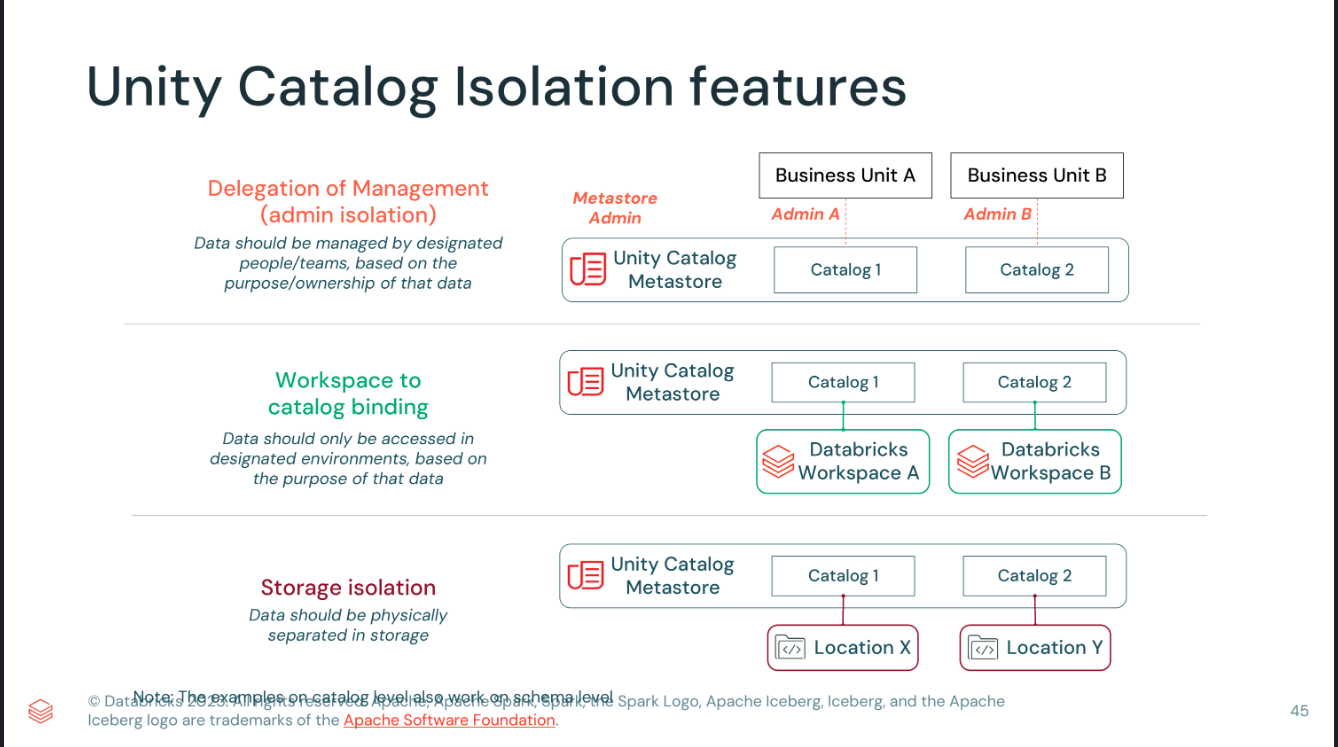 Unity Catalog Isolation features
Delegation of Management
(admin isolation)
Data should be managed by designated
people/teams, based on the
purpose/ownership of that data
Metastore
Admin
Business Unit A
Business Unit B
Admin A
Admin B
Unity Catalog
Metastore
Catalog 1
Catalog 2
Workspace to
catalog binding
Data should only be accessed in
designated environments, based on
the purpose of that data
Unity Catalog
Metastore
Catalog 1
Catalog 2
Databricks
Workspace A
Databricks
Workspace B
Storage isolation
Data should be physically
separated in storage
Unity Catalog
Metastore
Catalog 1
Catalog 2
</> Location X
</> Location Y
Note: The examples on catalog level also work on schema level
© Databricks All rights reserved. Apache, Apache Spark, Spark, the Spark Logo, Apache Iceberg, Iceberg, and the Apache
Iceberg logo are trademarks of the Apache Software Foundation.
45